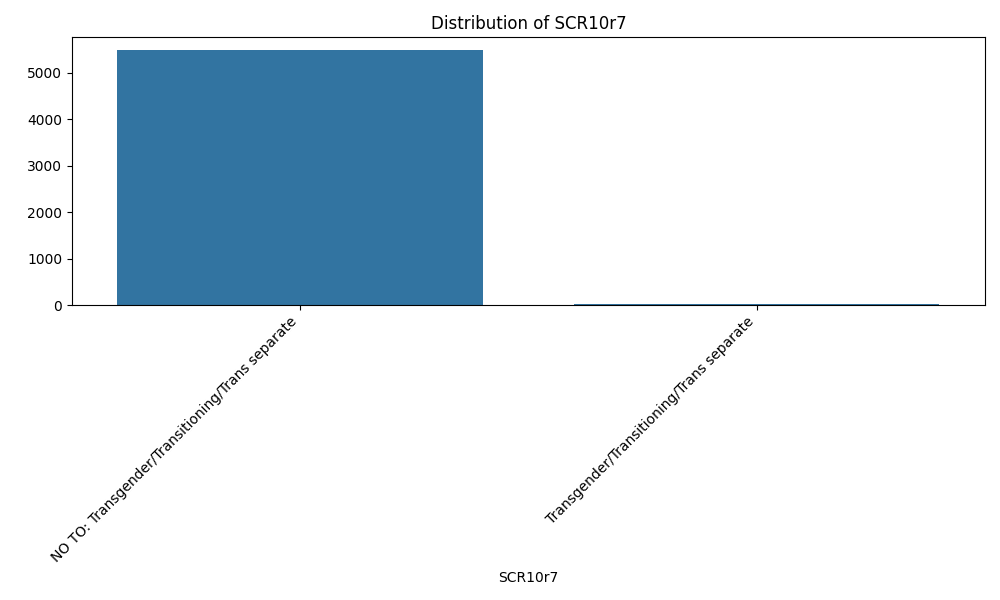 Distribution of SCR10r7
5000
4000
3000
2000
1000
0
NO TO: Transgender/Transitioning/Trans separate
Transgender/Transitioning/Trans separate
SCR10r7